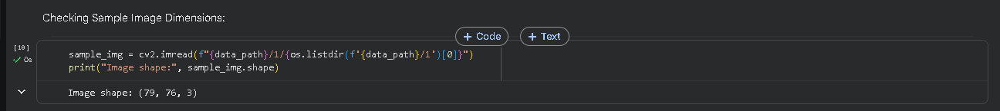 Checking Sample Image Dimensions:
+ Code + Text
[10]
✓ 0s
sample_img = cv2.imread(f"{data_path}/1/{os.listdir(f'{data_path}/1')[0]}")
print("Image shape:", sample_img.shape)
Image shape: (79, 76, 3)